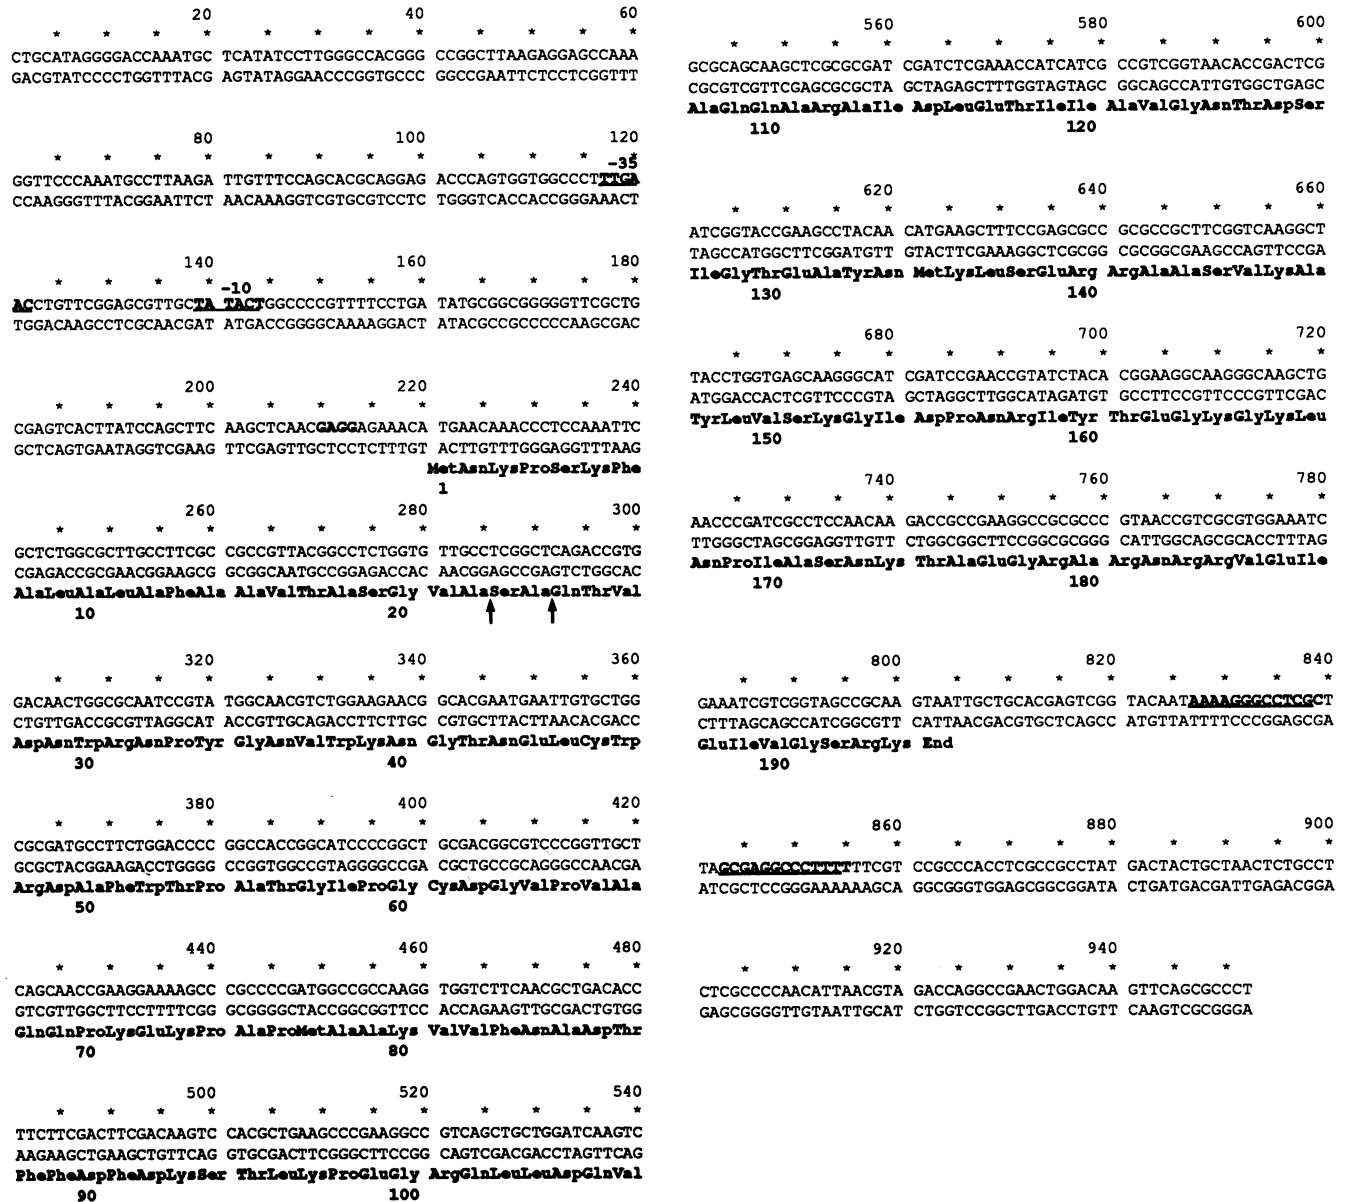 20 40 60
* * * * * * * * * * * *
CTGCATAGGGGACCAAATGC TCATATCCTTGGGCCACGGG CCGGCTTAAGAGGAGCCAAA
GACGTATCCCCTGGTTTACG AGTATAGGAACCCGGTGCCC GGCCGAATTCTCCTCGGTTT
80 100 120
* * * * * * * * * * * *
-35
GGTTCCCAAATGCCTTAAGA TTGTTTCCAGCACGCAGGAG ACCCAGTGGTGGCCCTTTGA
CCAAGGGTTTACGGAATTCT AACAAAGGTCGTGCGTCCTC TGGGTCACCACCGGGAAACT
140 160 180
* * * * * * * * * * * *
-10
ACCTGTTCGGAGCGTTGCTA TACTGGCCCCGTTTTCCTGA TATGCGGCGGGGGTTCGCTG
TGGACAAGCCTCGCAACGAT ATGACCGGGGCAAAAGGACT ATACGCCGCCCCCAAGCGAC
200 220 240
* * * * * * * * * * * *
CGAGTCACTTATCCAGCTTC AAGCTCAACGAGGAGAAACA TGAACAAACCCTCCAAATTC
GCTCAGTGAATAGGTCGAAG TTCGAGTTGCTCCTCTTTGT ACTTGTTTGGGAGGTTTAAG
MetAsnLysProSerLysPhe
1
260 280 300
* * * * * * * * * * * *
GCTCTGGCGCTTGCCTTCGC CGCCGTTACGGCCTCTGGTG TTGCCTCGGCTCAGACCGTG
CGAGACCGCGAACGGAAGCG GCGGCAATGCCGGAGACCAC AACGGAGCCGAGTCTGGCAC
AlaLeuAlaLeuAlaPheAla AlaValThrAlaSerGly ValAlaSerAlaGlnThrVal
10 20
320 340 360
* * * * * * * * * * * *
GACAACTGGCGCAATCCGTA TGGCAACGTCTGGAAGAACG GCACGAATGAATTGTGCTGG
CTGTTGACCGCGTTAGGCAT ACCGTTGCAGACCTTCTTGC CGTGCTTACTTAACACGACC
AspAsnTrpArgAsnProTyr GlyAsnValTrpLysAsn GlyThrAsnGluLeuCysTrp
30 40
380 400 420
* * * * * * * * * * * *
CGCGATGCCTTCTGGACCCC GGCCACCGGCATCCCCGGCT GCGACGGCGTCCCGGTTGCT
GCGCTACGGAAGACCTGGGG CCGGTGGCCGTAGGGGCCGA CGCTGCCGCAGGGCCAACGA
ArgAspAlaPheTrpThrPro AlaThrGlyIleProGly CysAspGlyValProValAla
50 60
440 460 480
* * * * * * * * * * * *
CAGCAACCGAAGGAAAAGCC CGCCCCGATGGCCGCCAAGG TGGTCTTCAACGCTGACACC
GTCGTTGGCTTCCTTTTCGG GCGGGGCTACCGGCGGTTCC ACCAGAAGTTGCGACTGTGG
GlnGlnProLysGluLysPro AlaProMetAlaAlaLys ValValPheAsnAlaAspThr
70 80
500 520 540
* * * * * * * * * * * *
TTCTTCGACTTCGACAAGTC CACGCTGAAGCCCGAAGGCC GTCAGCTGCTGGATCAAGTC
AAGAAGCTGAAGCTGTTCAG GTGCGACTTCGGGCTTCCGG CAGTCGACGACCTAGTTCAG
PhePheAspPheAspLysSer ThrLeuLysProGluGly ArgGlnLeuLeuAspGlnVal
90 100
560 580 600
* * * * * * * * * * * *
GCGCAGCAAGCTCGCGCGAT CGATCTCGAAACCATCATCG CCGTCGGTAACACCGACTCG
CGCGTCGTTCGAGCGCGCTA GCTAGAGCTTTGGTAGTAGC GGCAGCCATTGTGGCTGAGC
AlaGlnGlnAlaArgAlaIle AspLeuGluThrIleIle AlaValGlyAsnThrAspSer
110 120
620 640 660
* * * * * * * * * * * *
ATCGGTACCGAAGCCTACAA CATGAAGCTTTCCGAGCGCC GCGCCGCTTCGGTCAAGGCT
TAGCCATGGCTTCGGATGTT GTACTTCGAAAGGCTCGCGG CGCGGCGAAGCCAGTTCCGA
IleGlyThrGluAlaTyrAsn MetLysLeuSerGluArg ArgAlaAlaSerValLysAla
130 140
680 700 720
* * * * * * * * * * * *
TACCTGGTGAGCAAGGGCAT CGATCCGAACCGTATCTACA CGGAAGGCAAGGGCAAGCTG
ATGGACCACTCGTTCCCGTA GCTAGGCTTGGCATAGATGT GCCTTCCGTTCCCGTTCGAC
TyrLeuValSerLysGlyIle AspProAsnArgIleTyr ThrGluGlyLysGlyLysLeu
150 160
740 760 780
* * * * * * * * * * * *
AACCCGATCGCCTCCAACAA GACCGCCGAAGGCCGCGCCC GTAACCGTCGCGTGGAAATC
TTGGGCTAGCGGAGGTTGTT CTGGCGGCTTCCGGCGCGGG CATTGGCAGCGCACCTTTAG
AsnProIleAlaSerAsnLys ThrAlaGluGlyArgAla ArgAsnArgArgValGluIle
170 180
800 820 840
* * * * * * * * * * * *
GAAATCGTCGGTAGCCGCAA GTAATTGCTGCACGAGTCGG TACAATAAAAGGGCCTCGCT
CTTTAGCAGCCATCGGCGTT CATTAACGACGTGCTCAGCC ATGTTATTTTCCCGGAGCGA
GluIleValGlySerArgLys End
190
860 880 900
* * * * * * * * * * * *
TAGCGAGGCCCTTTTTTCGT CCGCCCACCTCGCCGCCTAT GACTACTGCTAACTCTGCCT
ATCGCTCCGGGAAAAAAGCA GGCGGGTGGAGCGGCGGATA CTGATGACGATTGAGACGGA
920 940
* * * * * * * * * *
CTCGCCCCAACATTAACGTA GACCAGGCCGAACTGGACAA GTTCAGCGCCCT
GAGCGGGGTTGTAATTGCAT CTGGTCCGGCTTGACCTGTT CAAGTCGCGGGA